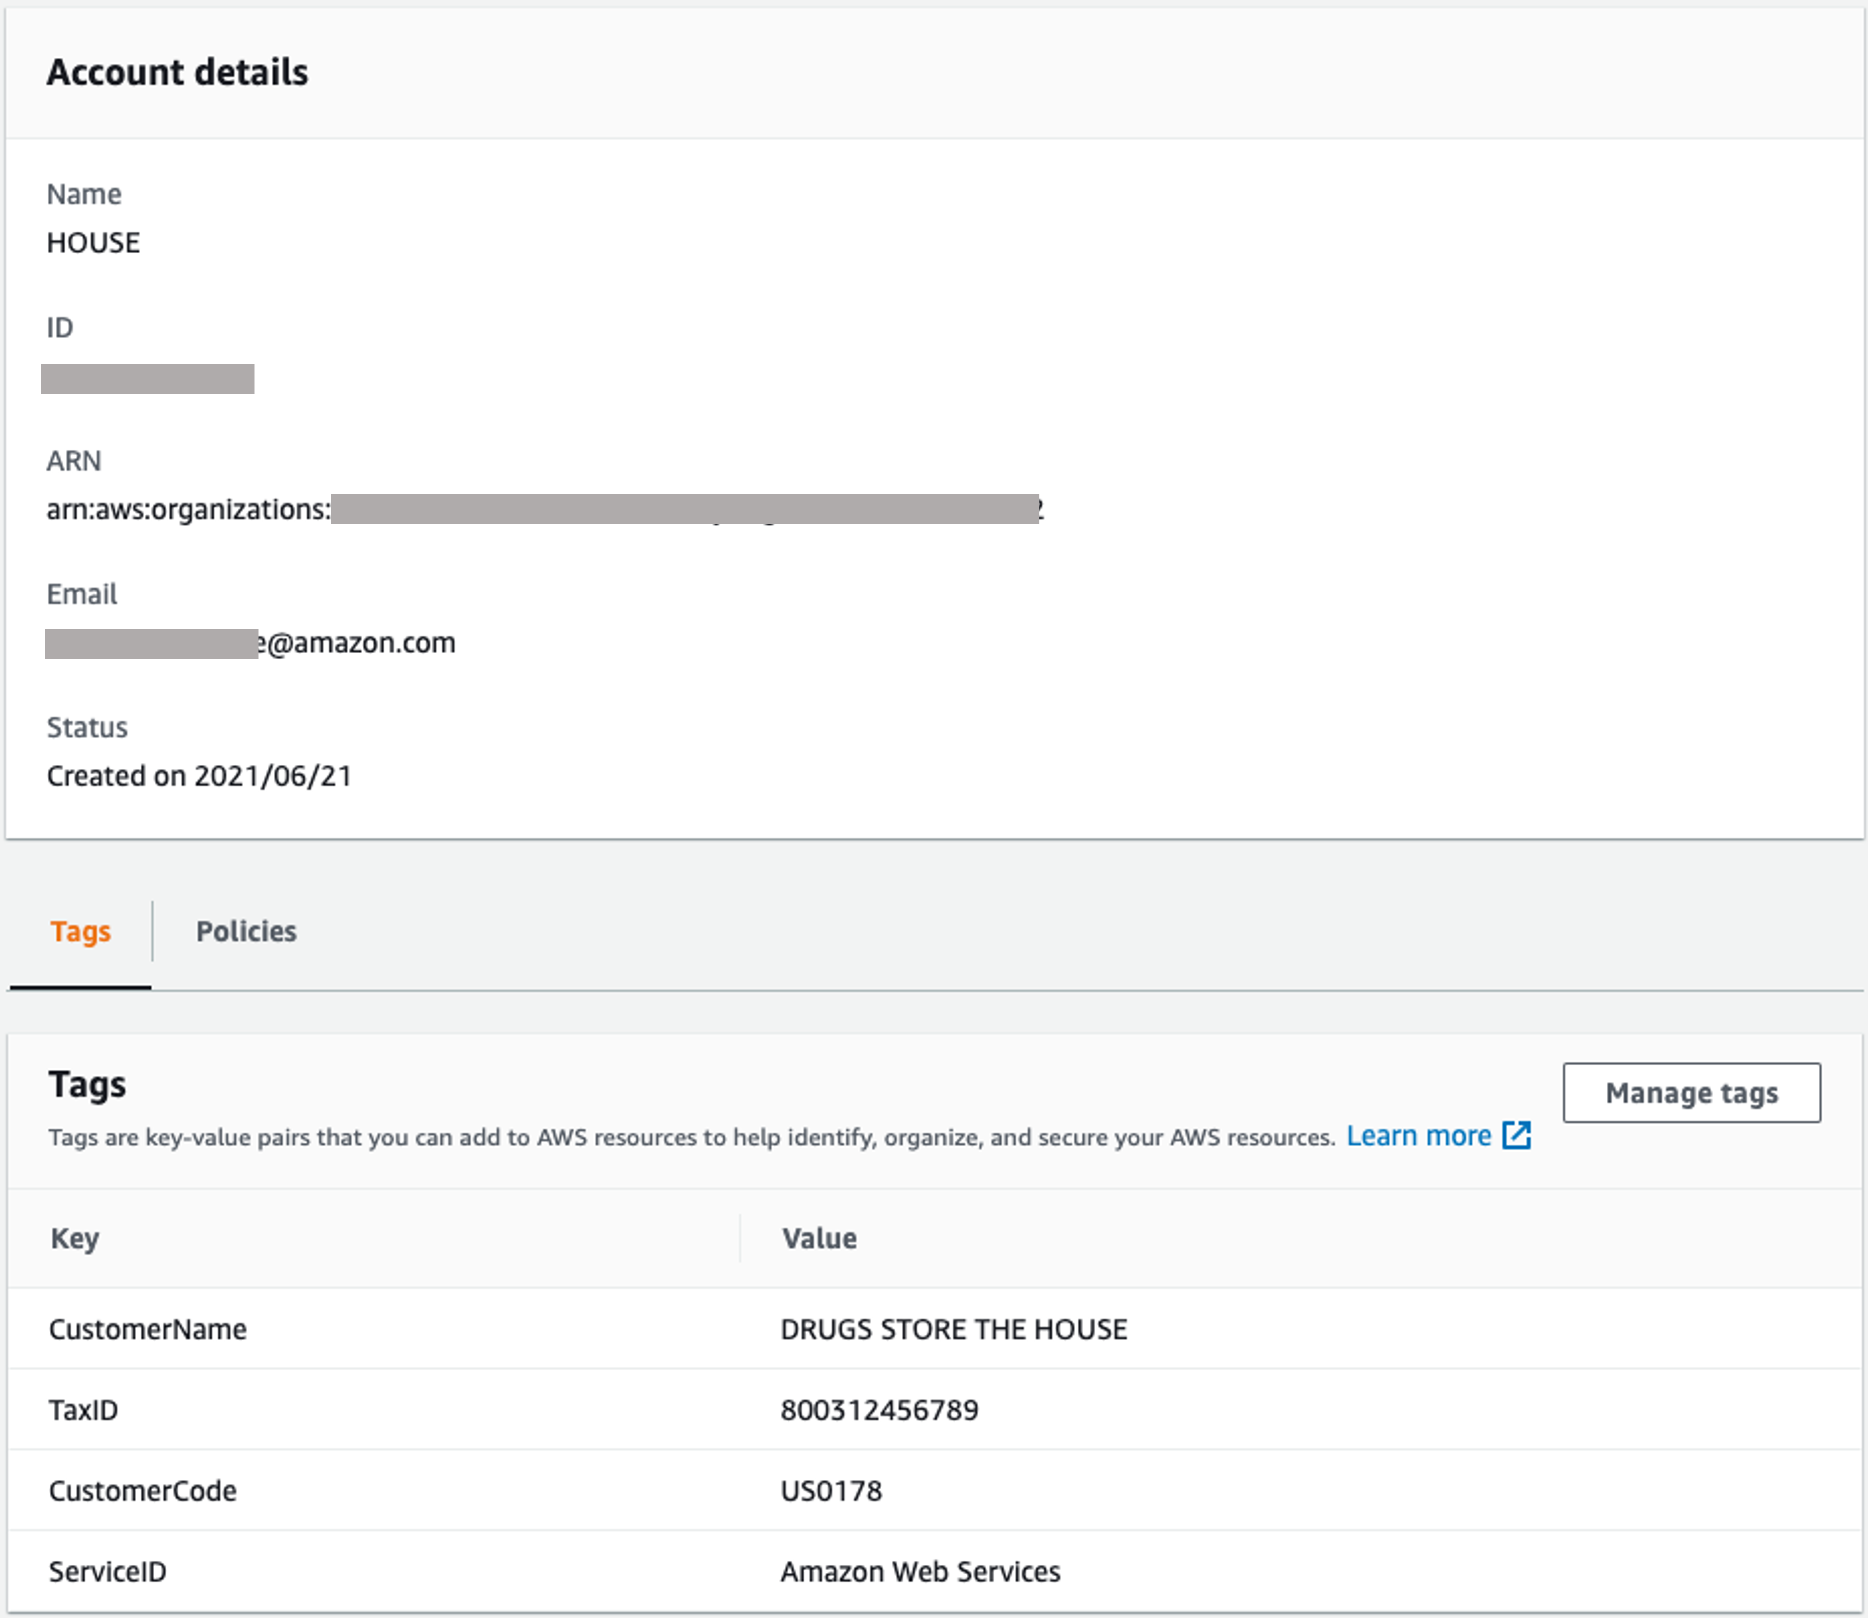 Account details
Name
HOUSE
ID
ARN
arn:aws:organizations:
Email
e@amazon.com
Status
Created on 2021/06/21
Tags
Policies
Tags
Manage tags
Tags are key-value pairs that you can add to AWS resources to help identify, organize, and secure your AWS resources. Learn more
Key Value
CustomerName DRUGS STORE THE HOUSE
TaxID 800312456789
CustomerCode US0178
ServiceID Amazon Web Services